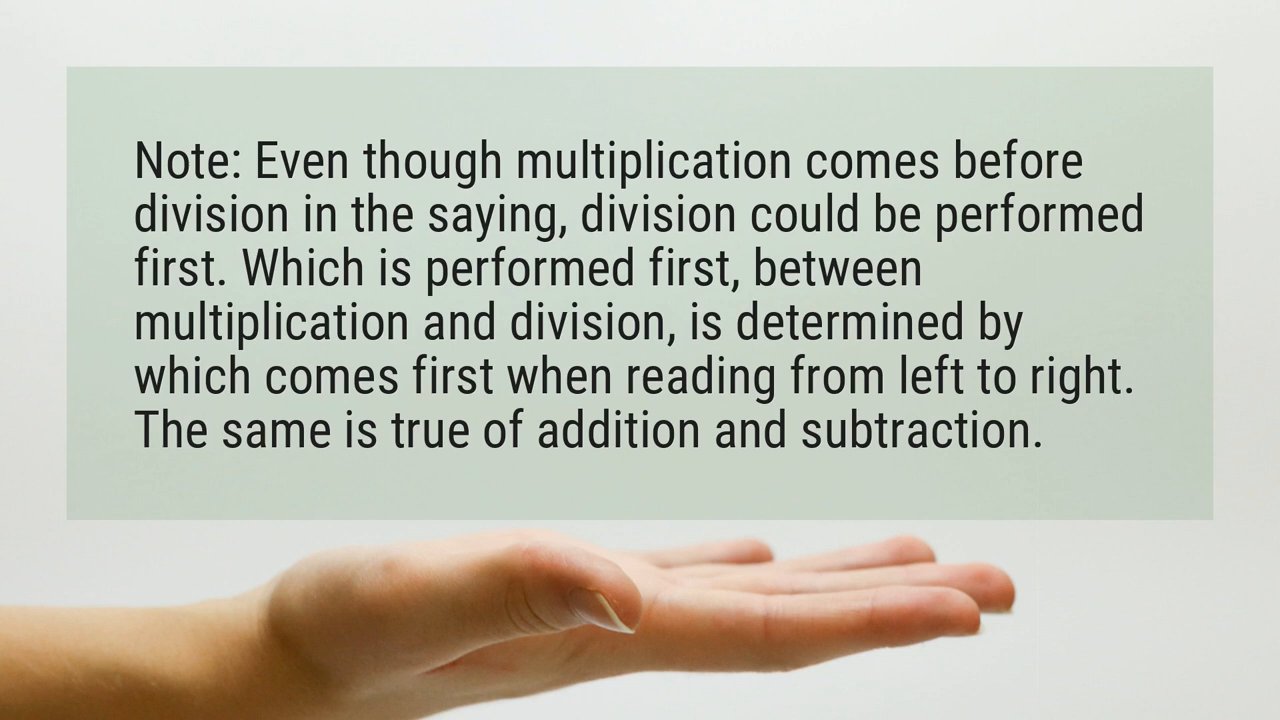 Note: Even though multiplication comes before
division in the saying, division could be performed
first. Which is performed first, between
multiplication and division, is determined by
which comes first when reading from left to right.
The same is true of addition and subtraction.